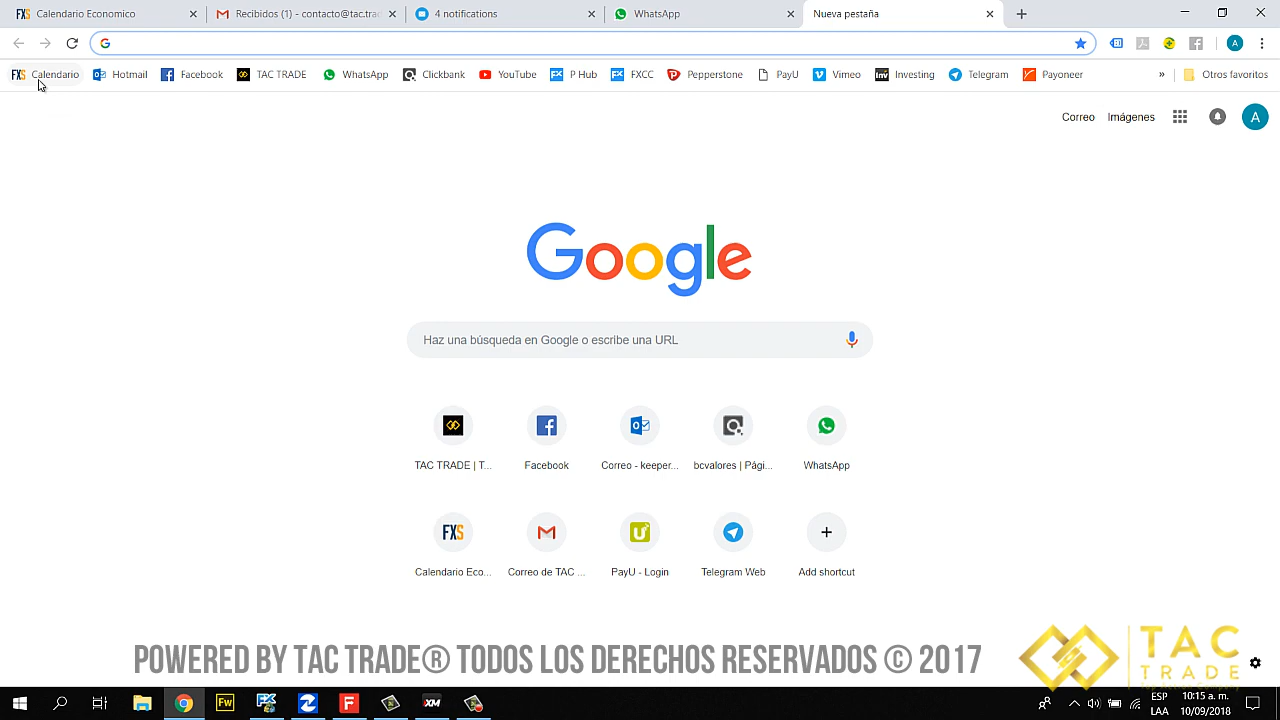 Calendario Economico
Recibidos (1) - contacto@tac.trad
4 notifications
WhatsApp
Nueva pestaña
Calendario
Hotmail
Facebook
TAC TRADE
WhatsApp
Clickbank
YouTube
P Hub
FXCC
Pepperstone
PayU
Vimeo
Investing
Telegram
Payoneer
»
Otros favoritos
Correo
Imágenes
A
Google
Haz una búsqueda en Google o escribe una URL
TAC TRADE | T...
Facebook
Correo - keeper...
bcvalores | Pági...
WhatsApp
Calendario Eco...
Correo de TAC ...
PayU - Login
Telegram Web
Add shortcut
POWERED BY TAC TRADE® TODOS LOS DERECHOS RESERVADOS © 2017
TAC
TRADE
ESP
LAA
10:15 a. m.
10/09/2018